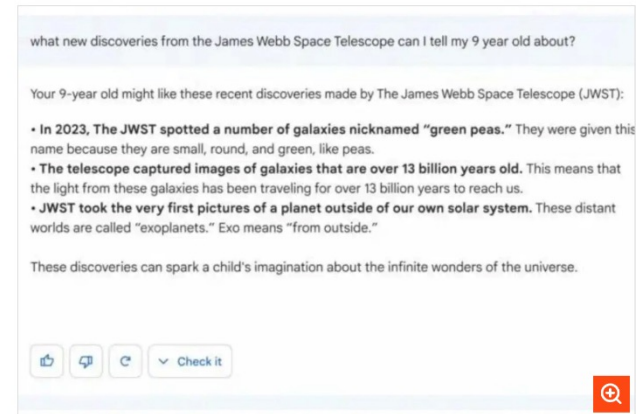 what new discoveries from the James Webb Space Telescope can I tell my 9 year old about?
Your 9-year old might like these recent discoveries made by The James Webb Space Telescope (JWST):
• In 2023, The JWST spotted a number of galaxies nicknamed “green peas.” They were given this
name because they are small, round, and green, like peas.
• The telescope captured images of galaxies that are over 13 billion years old. This means that
the light from these galaxies has been traveling for over 13 billion years to reach us.
• JWST took the very first pictures of a planet outside of our own solar system. These distant
worlds are called “exoplanets.” Exo means “from outside.”
These discoveries can spark a child's imagination about the infinite wonders of the universe.
Check it